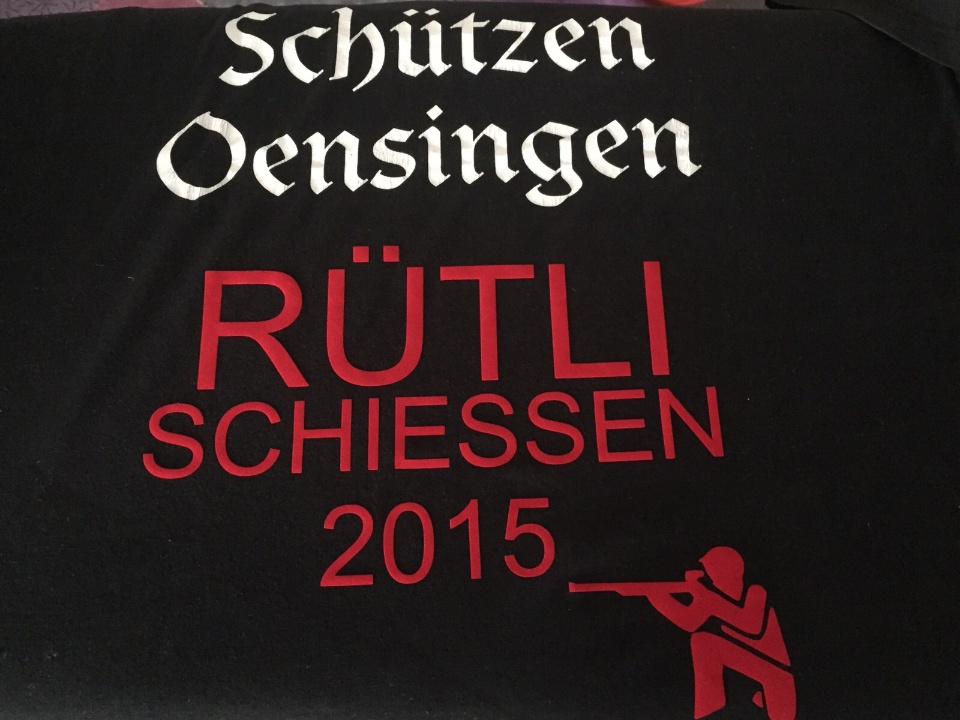 Schützen
Oensingen
RÜTLI
SCHIESSEN
2015